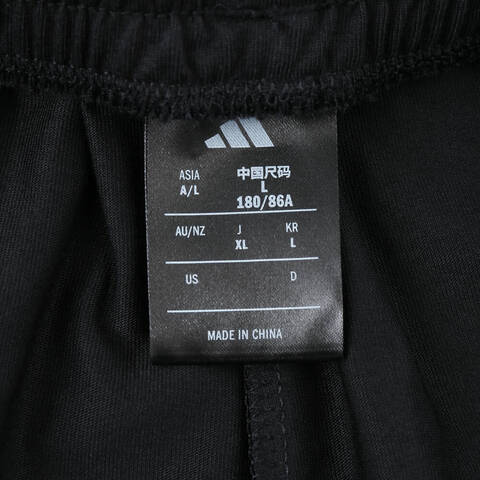 ASIA 中国尺码
A/L L
180/86A
AU/NZ J KR
XL L
US D
MADE IN CHINA